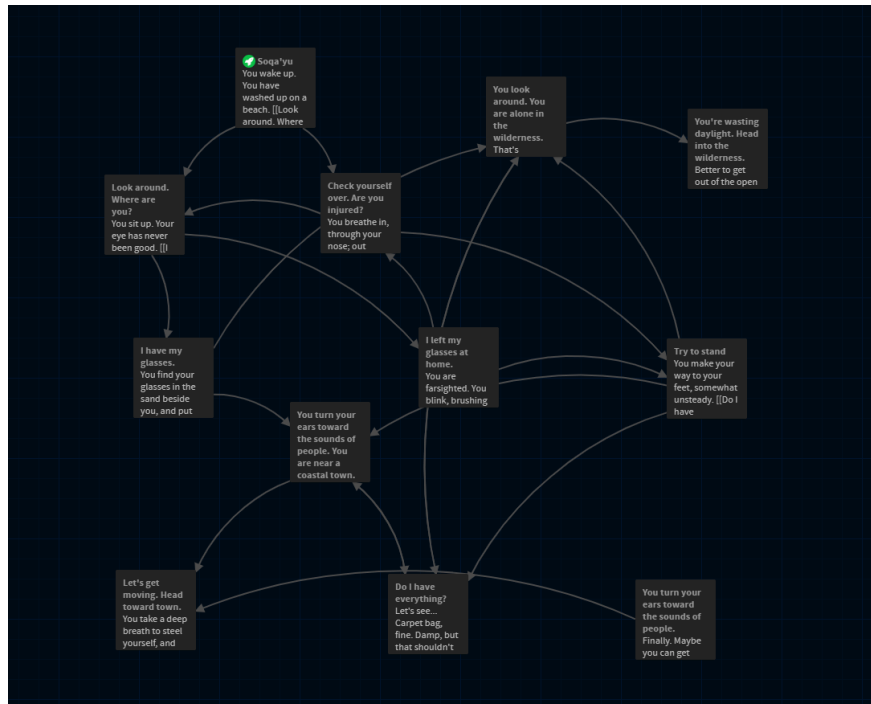 Soqa'yu
You wake up.
You have
washed up on a
beach. [[Look
around. Where
You look
around. You
are alone in
the
wilderness.
That's
You're wasting
daylight. Head
into the
wilderness.
Better to get
out of the open
Look around.
Where are
you?
You sit up. Your
eye has never
been good. [[I
Check yourself
over. Are you
injured?
You breathe in,
through your
nose; out
I have my
glasses.
You find your
glasses in the
sand beside
you, and put
I left my
glasses at
home.
You are
farsighted. You
blink, brushing
Try to stand
You make your
way to your
feet, somewhat
unsteady. [[Do I
have
You turn your
ears toward
the sounds of
people. You
are near a
coastal town.
Let's get
moving. Head
toward town.
You take a deep
breath to steel
yourself, and
Do I have
everything?
Let's see...
Carpet bag,
fine. Damp, but
that shouldn't
You turn your
ears toward
the sounds of
people.
Finally. Maybe
you can get